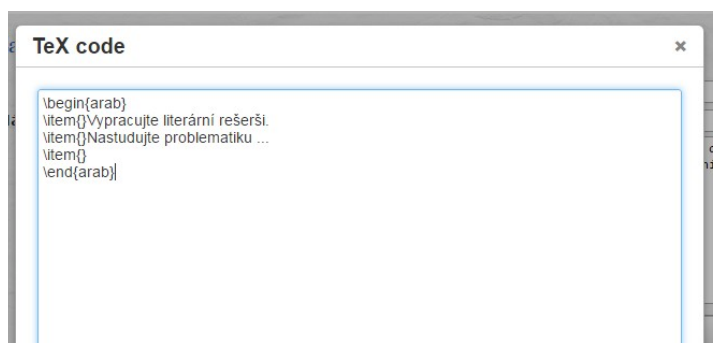 TeX code
×
\begin{arab}
\item{}Vypracujte literární rešerši.
\item{}Nastudujte problematiku ...
\item{}
\end{arab}